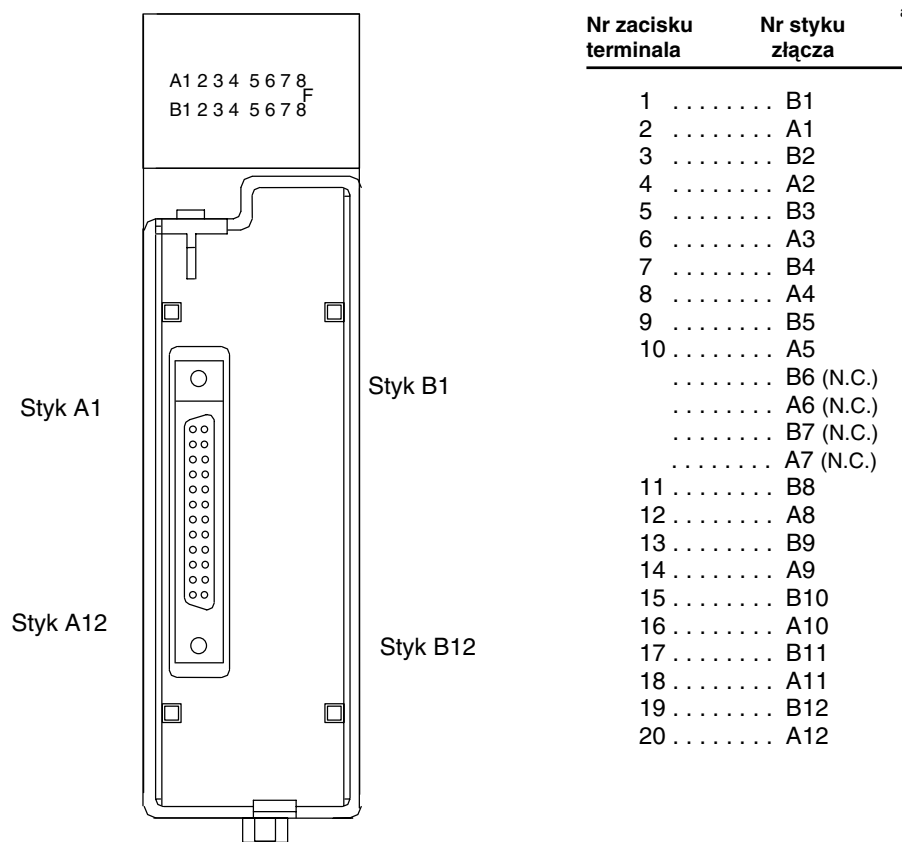 A1 2 3 4 5 6 7 8
F
B1 2 3 4 5 6 7 8
Styk A1
Styk B1
Styk A12
Styk B12
a
Nr zacisku Nr styku
terminala złącza
1 . . . . . . . . B1
2 . . . . . . . . A1
3 . . . . . . . . B2
4 . . . . . . . . A2
5 . . . . . . . . B3
6 . . . . . . . . A3
7 . . . . . . . . B4
8 . . . . . . . . A4
9 . . . . . . . . B5
10 . . . . . . . . A5
. . . . . . . . B6 (N.C.)
. . . . . . . . A6 (N.C.)
. . . . . . . . B7 (N.C.)
. . . . . . . . A7 (N.C.)
11 . . . . . . . . B8
12 . . . . . . . . A8
13 . . . . . . . . B9
14 . . . . . . . . A9
15 . . . . . . . . B10
16 . . . . . . . . A10
17 . . . . . . . . B11
18 . . . . . . . . A11
19 . . . . . . . . B12
20 . . . . . . . . A12